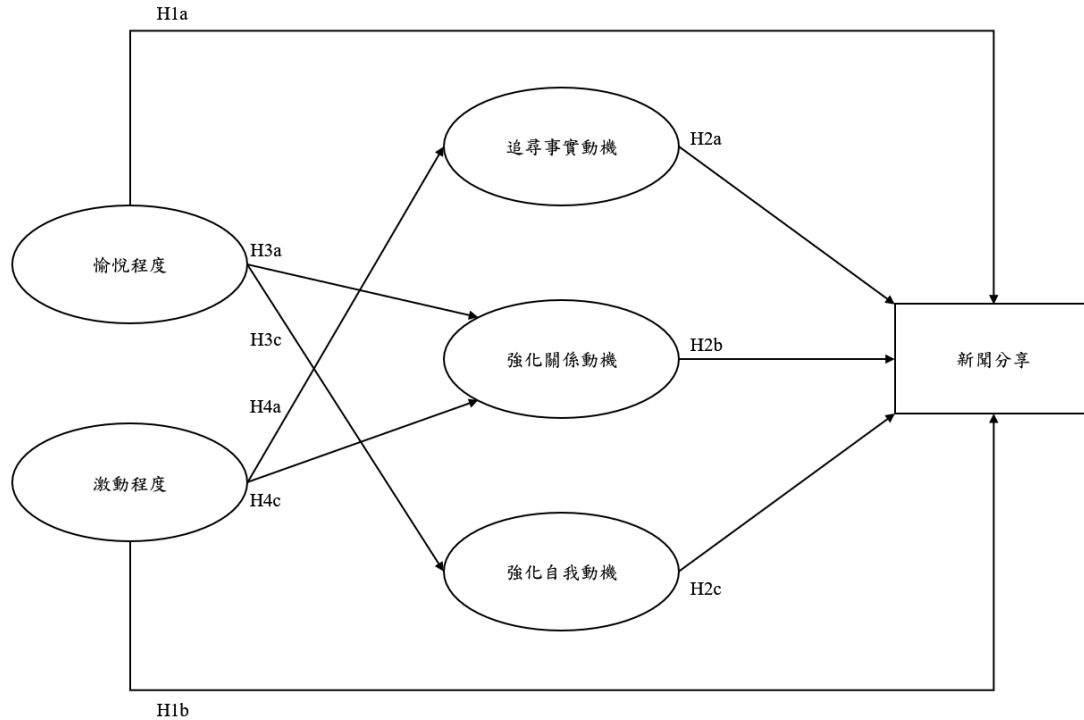 H1a
追尋事實動機
H2a
愉悅程度
H3a
H3c
強化關係動機
H2b
新聞分享
H4a
激動程度
H4c
強化自我動機
H2c
H1b